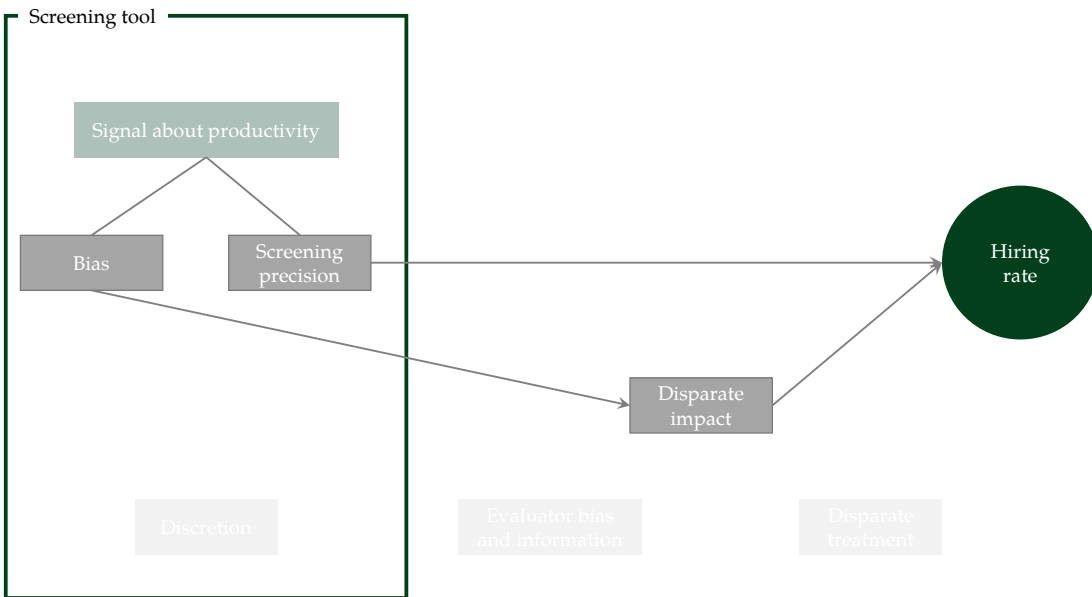 Screening tool
Signal about productivity
Bias
Screening
precision
Hiring
rate
Disparate
impact
Discretion
Evaluator bias
and information
Disparate
treatment